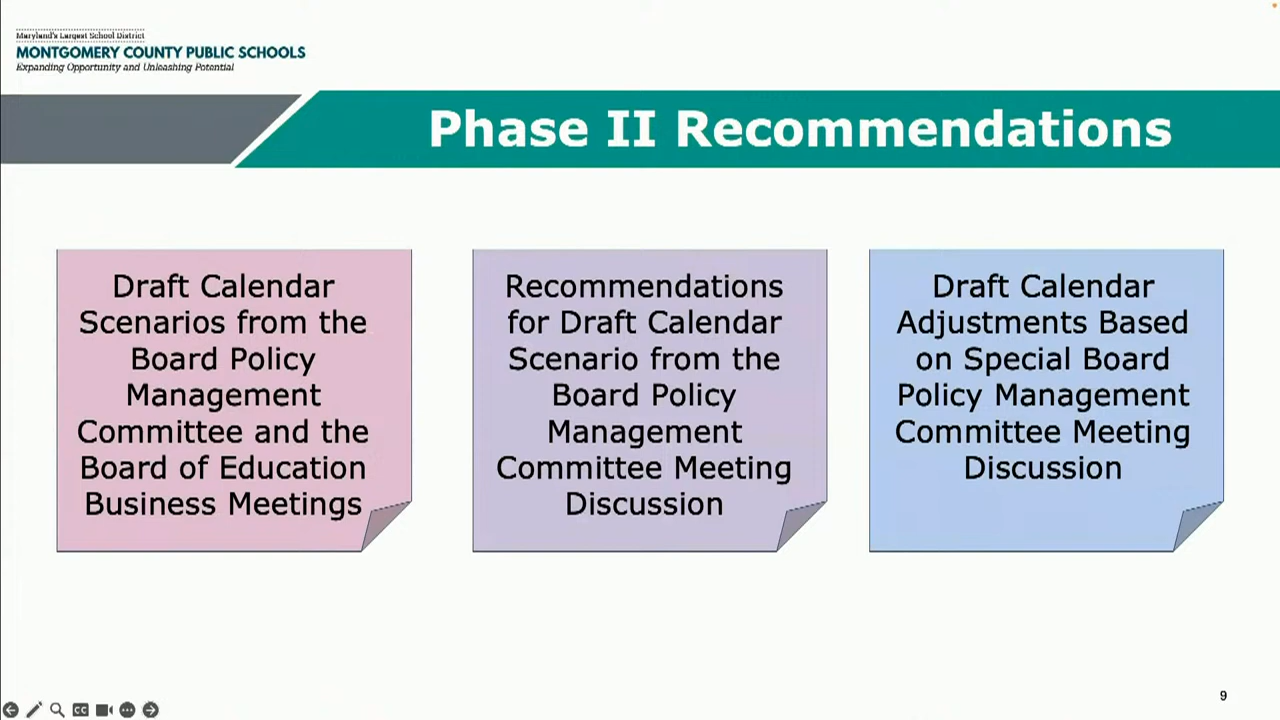 Maryland's Largest School District
MONTGOMERY COUNTY PUBLIC SCHOOLS
Expanding Opportunity and Unleashing Potential
Phase II Recommendations
Draft Calendar
Scenarios from the
Board Policy
Management
Committee and the
Board of Education
Business Meetings
Recommendations
for Draft Calendar
Scenario from the
Board Policy
Management
Committee Meeting
Discussion
Draft Calendar
Adjustments Based
on Special Board
Policy Management
Committee Meeting
Discussion
CC
9